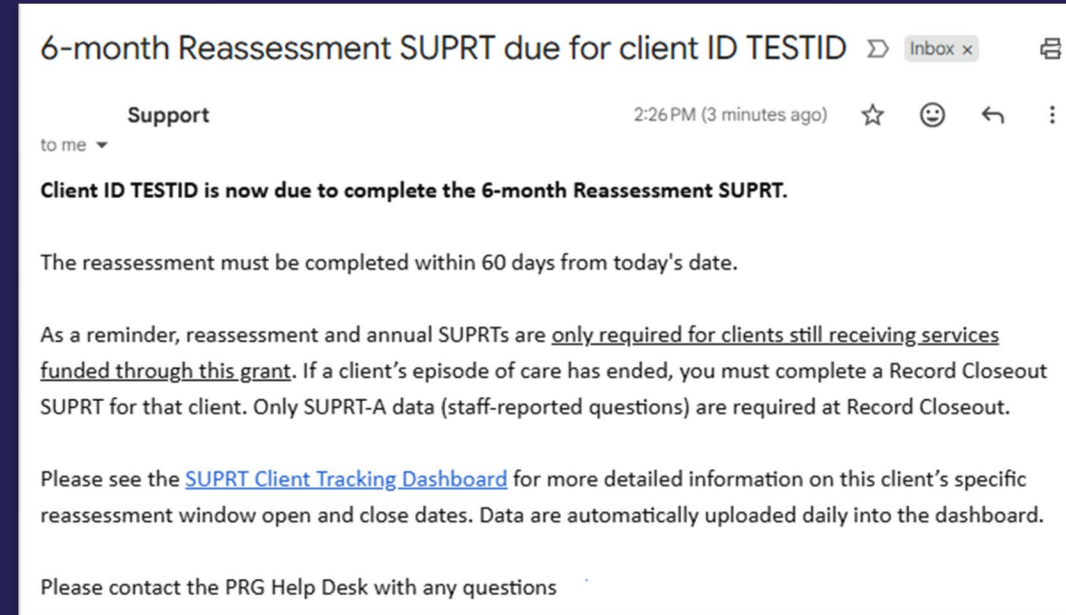 6-month Reassessment SUPRT due for client ID TESTID Inbox ×
Support 2:26 PM (3 minutes ago)
to me
Client ID TESTID is now due to complete the 6-month Reassessment SUPRT.
The reassessment must be completed within 60 days from today's date.
As a reminder, reassessment and annual SUPRTs are only required for clients still receiving services
funded through this grant. If a client’s episode of care has ended, you must complete a Record Closeout
SUPRT for that client. Only SUPRT-A data (staff-reported questions) are required at Record Closeout.
Please see the SUPRT Client Tracking Dashboard for more detailed information on this client’s specific
reassessment window open and close dates. Data are automatically uploaded daily into the dashboard.
Please contact the PRG Help Desk with any questions